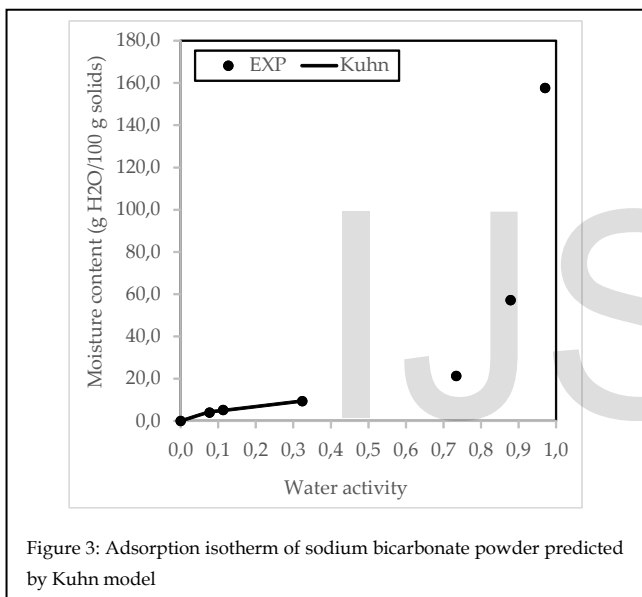 180,0
160,0
140,0
120,0
100,0
80,0
60,0
40,0
20,0
0,0
Moisture content (g H2O/100 g solids)
EXP Kuhn
IJS
0,0 0,1 0,2 0,3 0,4 0,5 0,6 0,7 0,8 0,9 1,0
Water activity
Figure 3: Adsorption isotherm of sodium bicarbonate powder predicted
by Kuhn model